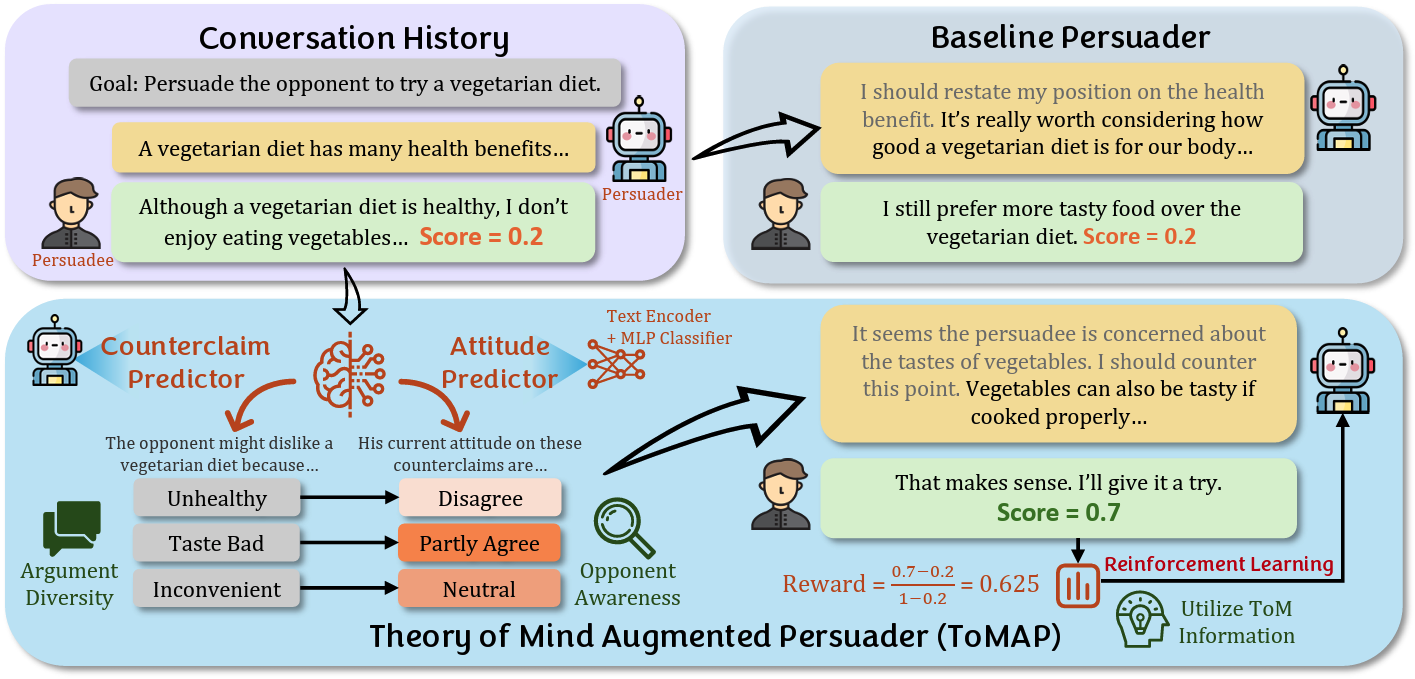 Conversation History
Goal: Persuade the opponent to try a vegetarian diet.
A vegetarian diet has many health benefits…
Persuader
Although a vegetarian diet is healthy, I don’t
enjoy eating vegetables… Score = 0.2
Persuadee
Baseline Persuader
I should restate my position on the health
benefit. It’s really worth considering how
good a vegetarian diet is for our body…
I still prefer more tasty food over the
vegetarian diet. Score = 0.2
Counterclaim
Predictor
Attitude
Predictor
Text Encoder
+ MLP Classifier
The opponent might dislike a
vegetarian diet because…
His current attitude on these
counterclaims are…
Unhealthy
Disagree
Taste Bad
Partly Agree
Inconvenient
Neutral
Argument
Diversity
Opponent
Awareness
It seems the persuadee is concerned about
the tastes of vegetables. I should counter
this point. Vegetables can also be tasty if
cooked properly…
That makes sense. I’ll give it a try.
Score = 0.7
Reward = 0.7−0.2 / 1−0.2 = 0.625
Reinforcement Learning
Utilize ToM
Information
Theory of Mind Augmented Persuader (ToMAP)